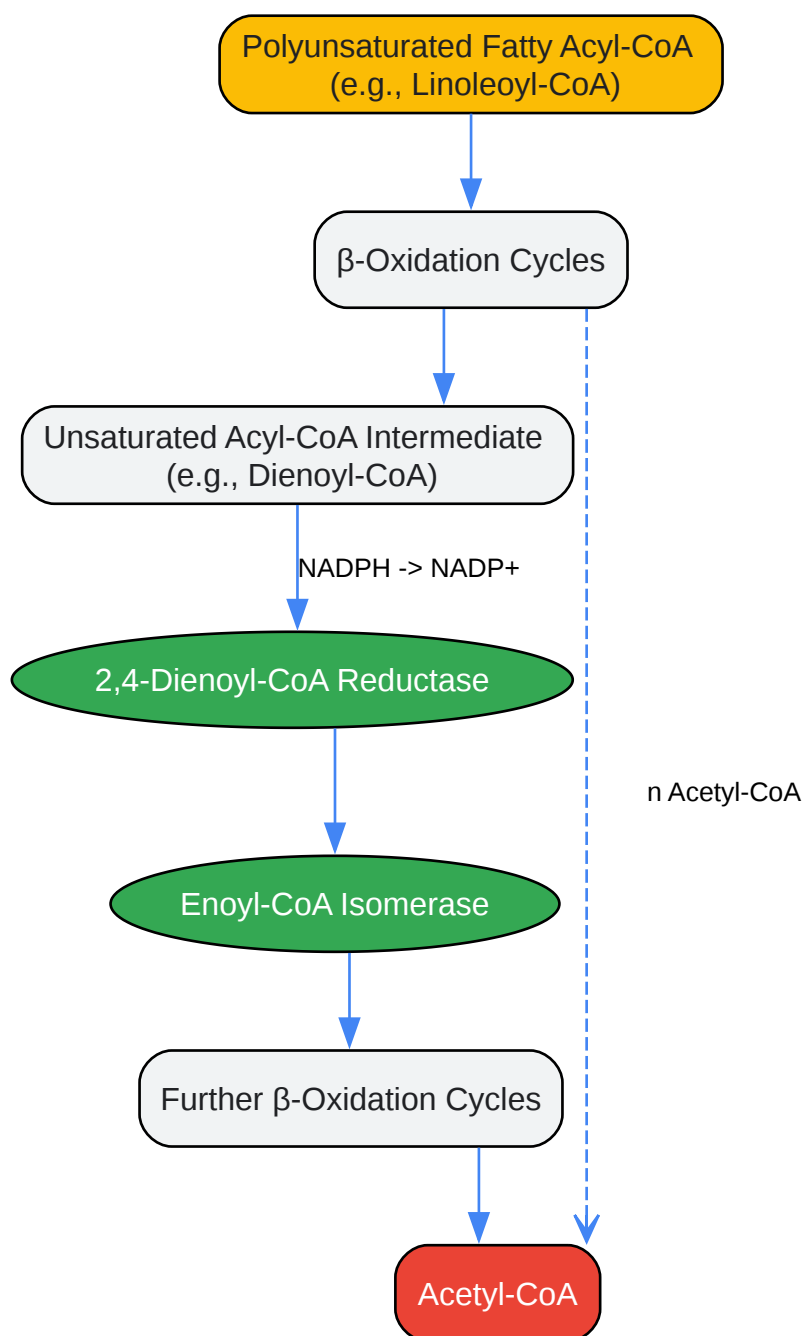 Polyunsaturated Fatty Acyl-CoA
(e.g., Linoleoyl-CoA)
β-Oxidation Cycles
Unsaturated Acyl-CoA Intermediate
(e.g., Dienoyl-CoA)
NADPH -> NADP+
2,4-Dienoyl-CoA Reductase
n Acetyl-CoA
Enoyl-CoA Isomerase
Further β-Oxidation Cycles
Acetyl-CoA